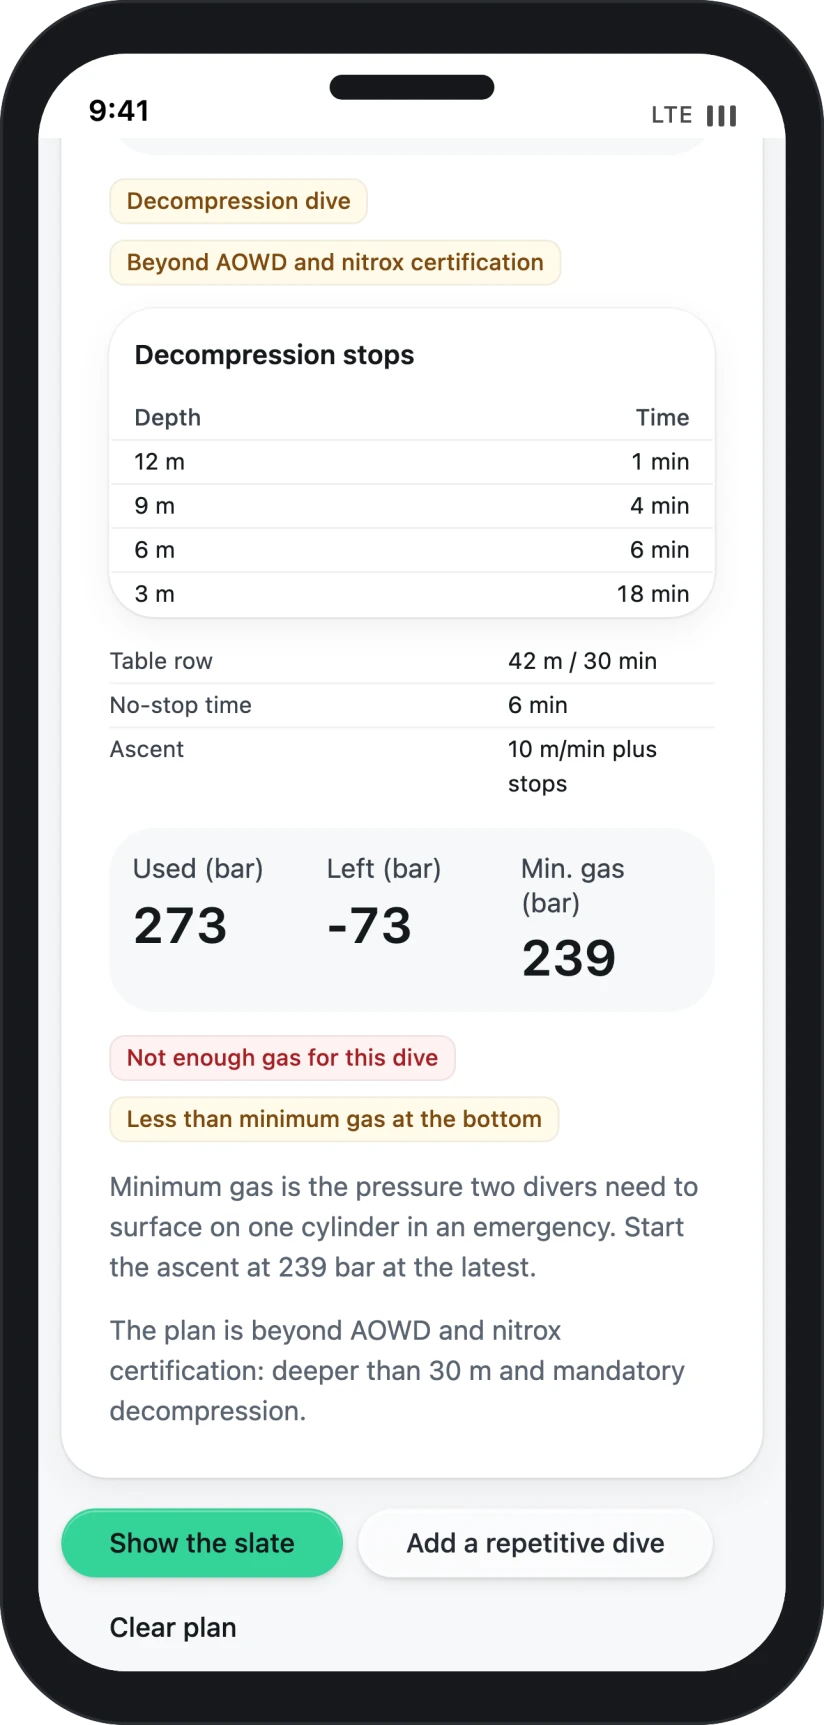 9:41
LTE
Decompression dive
Beyond AOWD and nitrox certification
Decompression stops
Depth Time
12 m 1 min
9 m 4 min
6 m 6 min
3 m 18 min
Table row 42 m / 30 min
No-stop time 6 min
Ascent 10 m/min plus
stops
Used (bar) Left (bar) Min. gas
(bar)
273 -73 239
Not enough gas for this dive
Less than minimum gas at the bottom
Minimum gas is the pressure two divers need to
surface on one cylinder in an emergency. Start
the ascent at 239 bar at the latest.
The plan is beyond AOWD and nitrox
certification: deeper than 30 m and mandatory
decompression.
Show the slate Add a repetitive dive
Clear plan